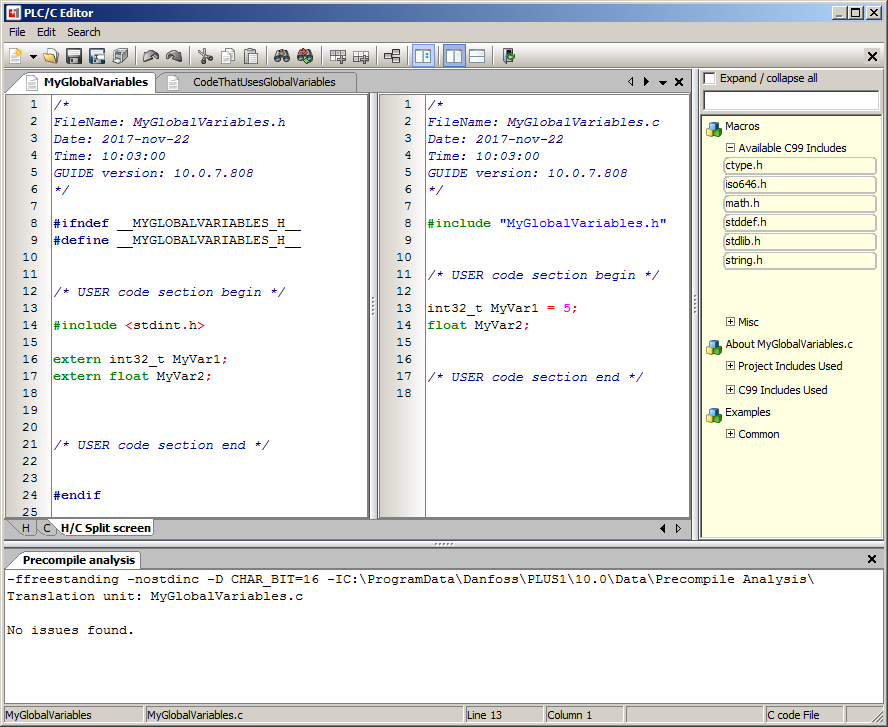 PLC/C Editor
File Edit Search
MyGlobalVariables CodeThatUsesGlobalVariables
1 /*
2 FileName: MyGlobalVariables.h
3 Date: 2017-nov-22
4 Time: 10:03:00
5 GUIDE version: 10.0.7.808
6 */
7
8 #ifndef __MYGLOBALVARIABLES_H__
9 #define __MYGLOBALVARIABLES_H__
10
11
12 /* USER code section begin */
13
14 #include <stdint.h>
15
16 extern int32_t MyVar1;
17 extern float MyVar2;
18
19
20
21 /* USER code section end */
22
23
24 #endif
25
1 /*
2 FileName: MyGlobalVariables.c
3 Date: 2017-nov-22
4 Time: 10:03:00
5 GUIDE version: 10.0.7.808
6 */
7
8 #include "MyGlobalVariables.h"
9
10
11 /* USER code section begin */
12
13 int32_t MyVar1 = 5;
14 float MyVar2;
15
16
17 /* USER code section end */
18
H C H/C Split screen
Expand / collapse all
Macros
Available C99 Includes
ctype.h
iso646.h
math.h
stddef.h
stdlib.h
string.h
Misc
About MyGlobalVariables.c
Project Includes Used
C99 Includes Used
Examples
Common
Precompile analysis
-ffreestanding -nostdinc -D CHAR_BIT=16 -IC:\ProgramData\Danfoss\PLUS1\10.0\Data\Precompile Analysis\
Translation unit: MyGlobalVariables.c
No issues found.
MyGlobalVariables MyGlobalVariables.c Line 13 Column 1 C code File